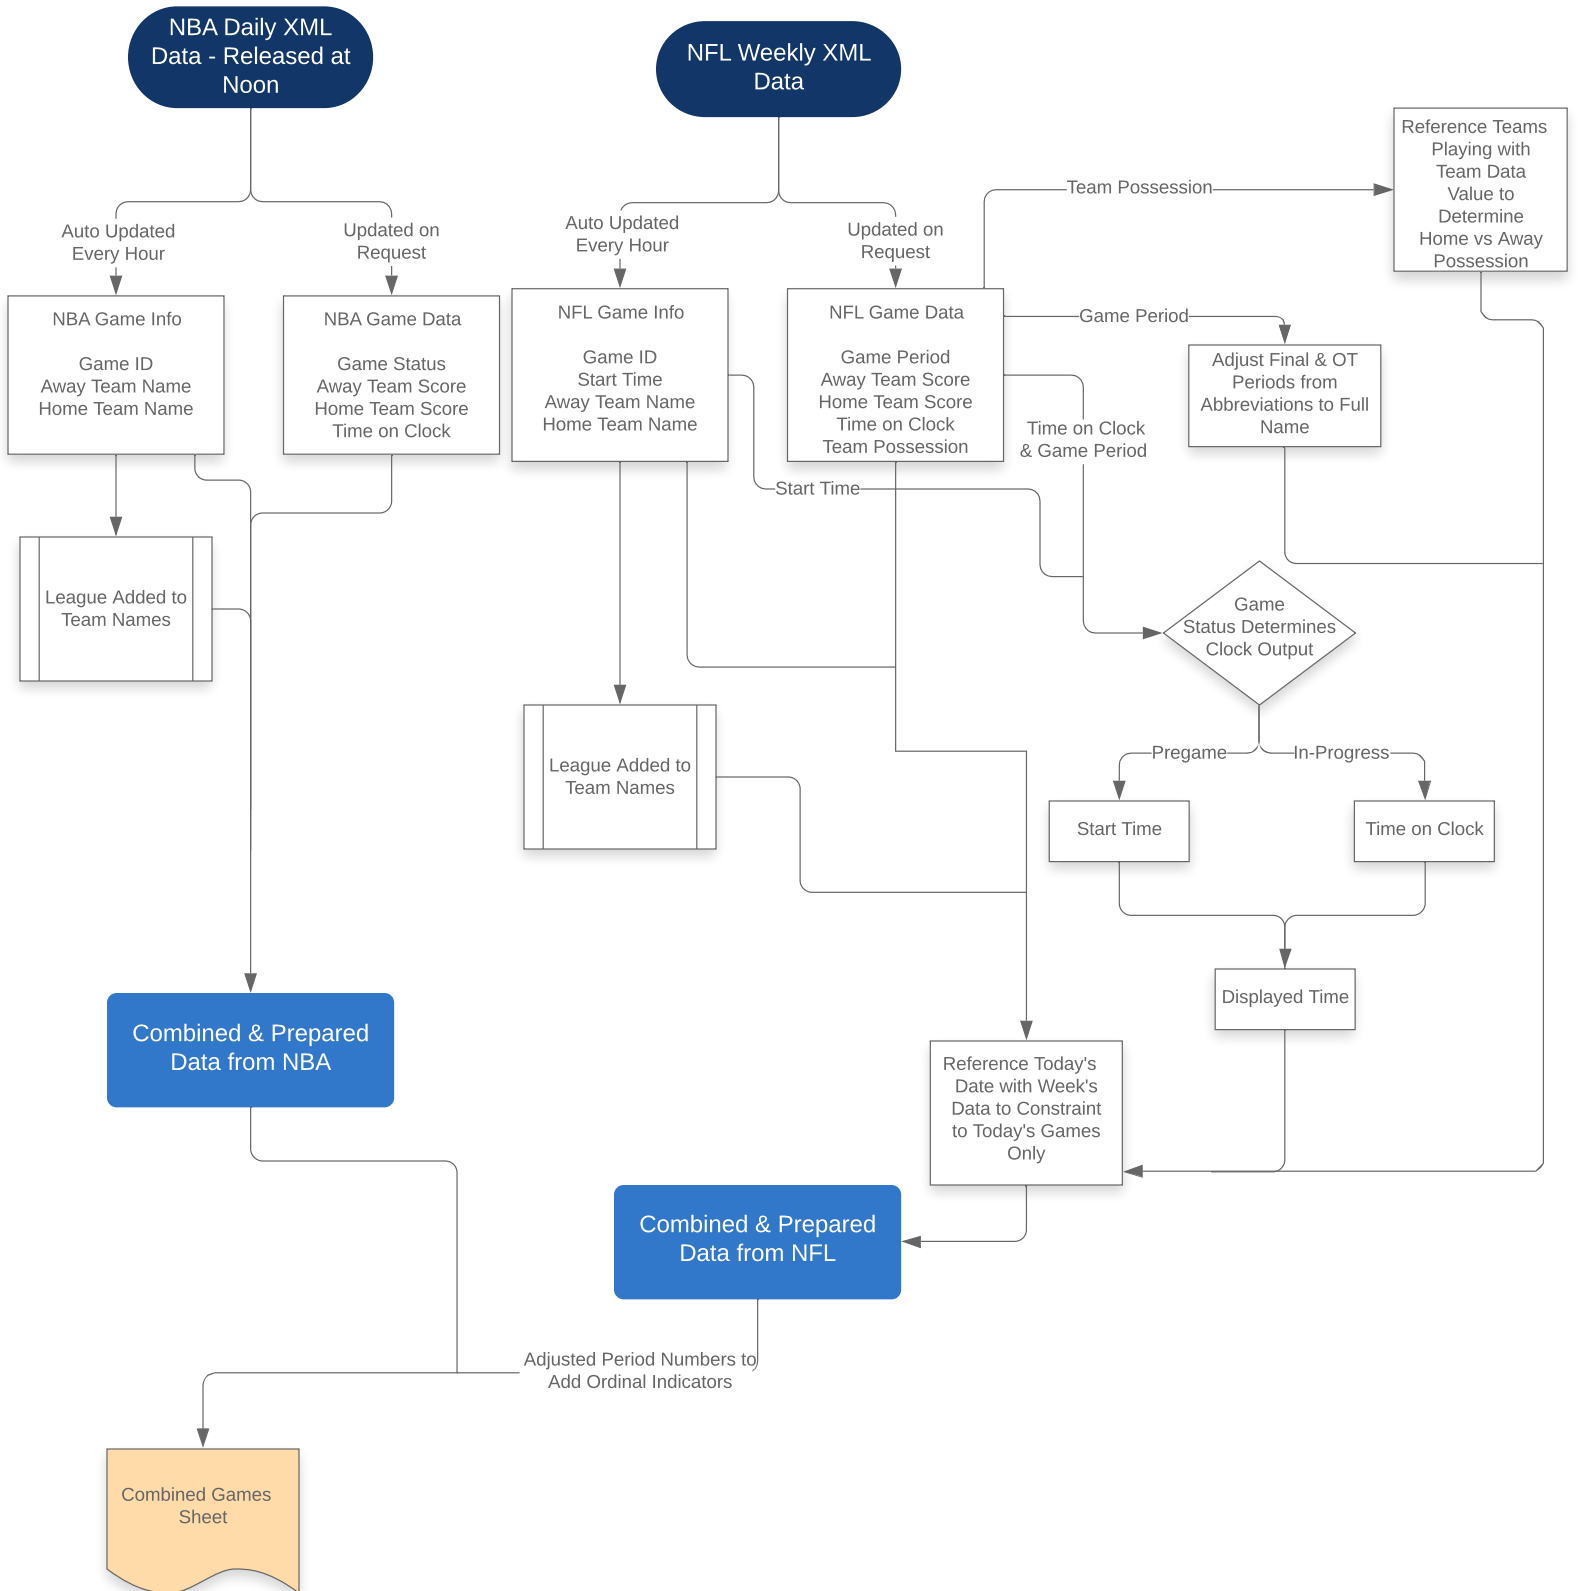 NBA Daily XML
Data - Released at
Noon
NFL Weekly XML
Data
Reference Teams
Playing with
Team Data
Value to
Determine
Home vs Away
Possession
Team Possession
Auto Updated
Every Hour
Updated on
Request
Auto Updated
Every Hour
Updated on
Request
NBA Game Info
Game ID
Away Team Name
Home Team Name
NBA Game Data
Game Status
Away Team Score
Home Team Score
Time on Clock
NFL Game Info
Game ID
Start Time
Away Team Name
Home Team Name
NFL Game Data
Game Period
Away Team Score
Home Team Score
Time on Clock
Team Possession
Game Period
Adjust Final & OT
Periods from
Abbreviations to Full
Name
Time on Clock
& Game Period
Start Time
League Added to
Team Names
Game
Status Determines
Clock Output
League Added to
Team Names
Pregame
In-Progress
Start Time
Time on Clock
Displayed Time
Combined & Prepared
Data from NBA
Reference Today's
Date with Week's
Data to Constraint
to Today's Games
Only
Combined & Prepared
Data from NFL
Adjusted Period Numbers to
Add Ordinal Indicators
Combined Games
Sheet